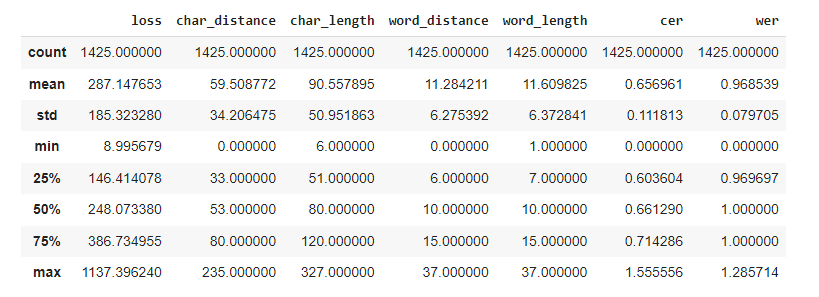 loss char_distance char_length word_distance word_length cer wer
count 1425.000000 1425.000000 1425.000000 1425.000000 1425.000000 1425.000000 1425.000000
mean 287.147653 59.508772 90.557895 11.284211 11.609825 0.656961 0.968539
std 185.323280 34.206475 50.951863 6.275392 6.372841 0.111813 0.079705
min 8.995679 0.000000 6.000000 0.000000 1.000000 0.000000 0.000000
25% 146.414078 33.000000 51.000000 6.000000 7.000000 0.603604 0.969697
50% 248.073380 53.000000 80.000000 10.000000 10.000000 0.661290 1.000000
75% 386.734955 80.000000 120.000000 15.000000 15.000000 0.714286 1.000000
max 1137.396240 235.000000 327.000000 37.000000 37.000000 1.555556 1.285714